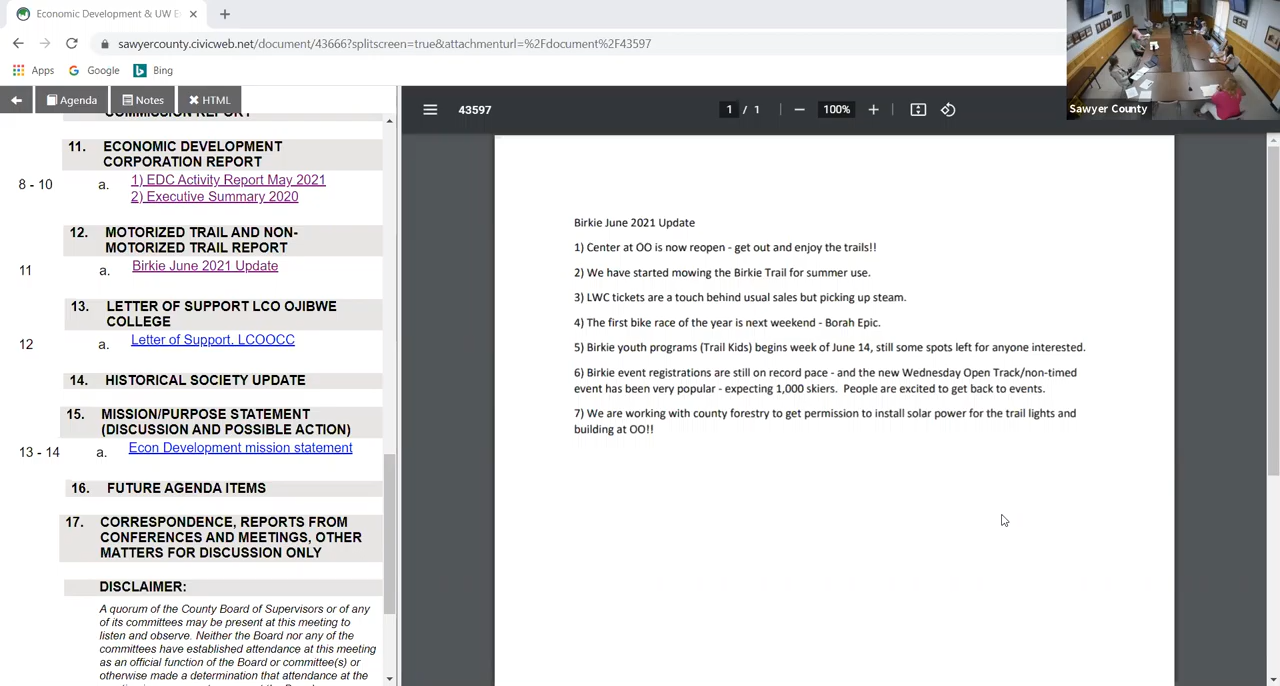 Economic Development & UW E
sawyercounty.civicweb.net/document/43666?splitscreen=true&attachmenturl=%2Fdocument%2F43597
Apps
Google
Bing
Agenda
Notes
HTML
43597
1 / 1
100%
Sawyer County
COMMISSION REPORT
11. ECONOMIC DEVELOPMENT
CORPORATION REPORT
8 - 10
a. 1) EDC Activity Report May 2021
2) Executive Summary 2020
12. MOTORIZED TRAIL AND NON-
MOTORIZED TRAIL REPORT
11
a. Birkie June 2021 Update
13. LETTER OF SUPPORT LCO OJIBWE
COLLEGE
12
a. Letter of Support, LCOOCC
14. HISTORICAL SOCIETY UPDATE
15. MISSION/PURPOSE STATEMENT
(DISCUSSION AND POSSIBLE ACTION)
13 - 14
a. Econ Development mission statement
16. FUTURE AGENDA ITEMS
17. CORRESPONDENCE, REPORTS FROM
CONFERENCES AND MEETINGS, OTHER
MATTERS FOR DISCUSSION ONLY
DISCLAIMER:
A quorum of the County Board of Supervisors or of any
of its committees may be present at this meeting to
listen and observe. Neither the Board nor any of the
committees have established attendance at this meeting
as an official function of the Board or committee(s) or
otherwise made a determination that attendance at the
Birkie June 2021 Update
1) Center at OO is now reopen - get out and enjoy the trails!!
2) We have started mowing the Birkie Trail for summer use.
3) LWC tickets are a touch behind usual sales but picking up steam.
4) The first bike race of the year is next weekend - Borah Epic.
5) Birkie youth programs (Trail Kids) begins week of June 14, still some spots left for anyone interested.
6) Birkie event registrations are still on record pace - and the new Wednesday Open Track/non-timed
event has been very popular - expecting 1,000 skiers.  People are excited to get back to events.
7) We are working with county forestry to get permission to install solar power for the trail lights and
building at OO!!